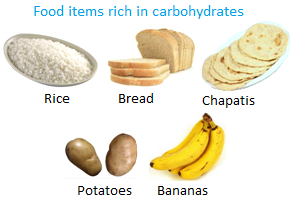 Food items rich in carbohydrates
Rice
Bread
Chapatis
Potatoes
Bananas